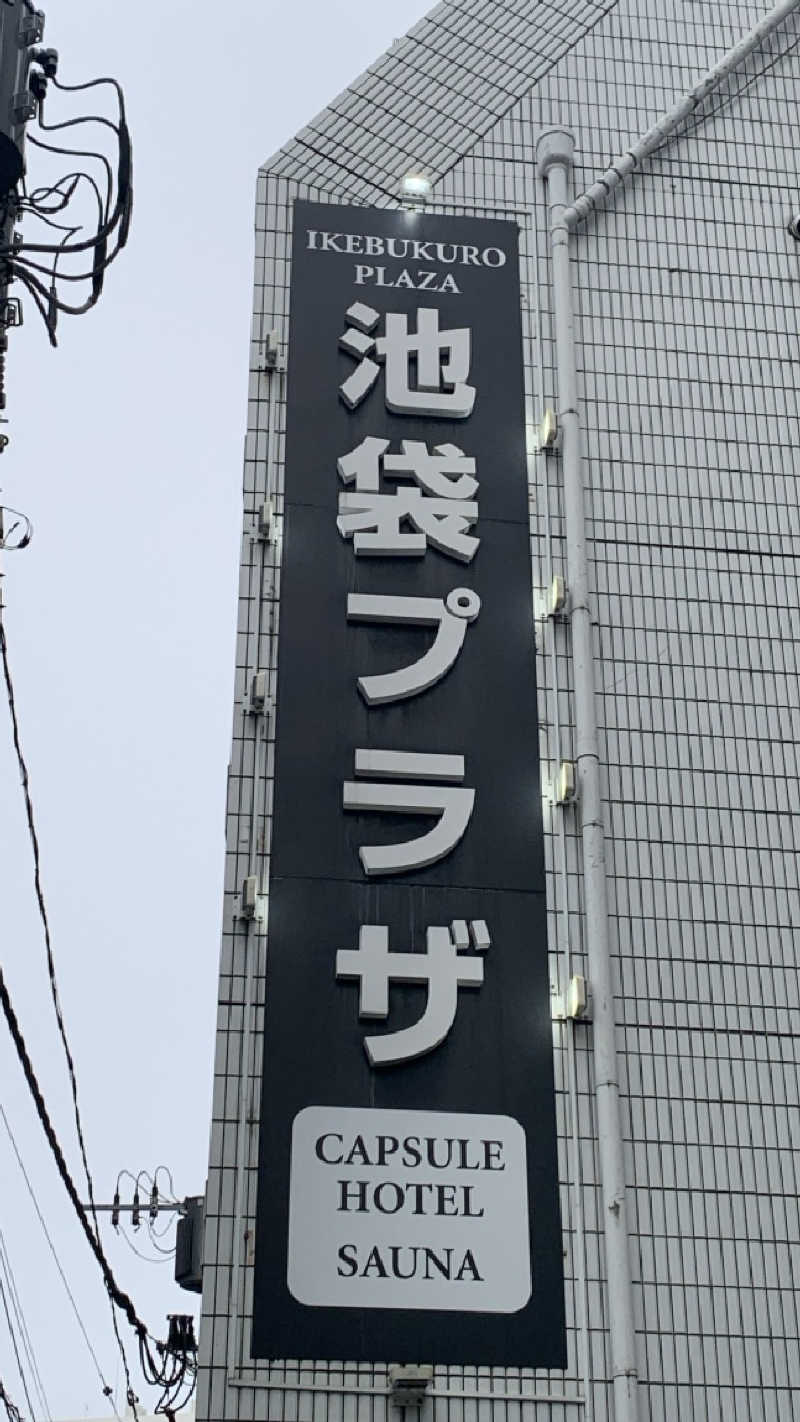 IKEBUKURO
PLAZA
池袋プラザ
CAPSULE
HOTEL
SAUNA